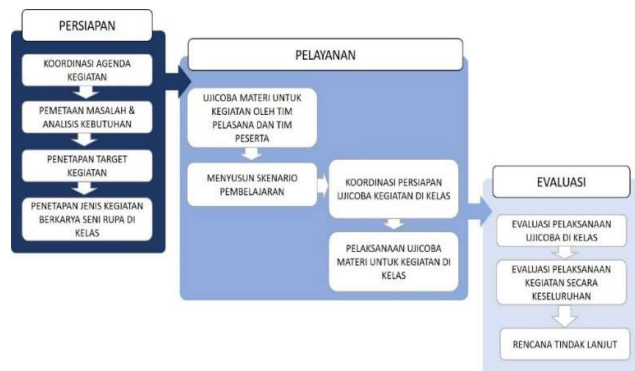 PERSIAPAN
KOORDINASI AGENDA
KEGIATAN
PEMETAAN MASALAH &
ANALISIS KEBUTUHAN
PENETAPAN TARGET
KEGIATAN
PENETAPAN JENIS KEGIATAN
BERKARYA SENI RUPA DI
KELAS
PELAYANAN
UJICOBA MATERI UNTUK
KEGIATAN OLEH TIM
PELASANA DAN TIM
PESERTA
MENYUSUN SKENARIO
PEMBELAJARAN
KOORDINASI PERSIAPAN
UJICOBA KEGIATAN DI KELAS
PELAKSANAAN UJICOBA
MATERI UNTUK KEGIATAN DI
KELAS
EVALUASI
EVALUASI PELAKSANAAN
UJICOBA DI KELAS
EVALUASI PELAKSANAAN
KEGIATAN SECARA
KESELURUHAN
RENCANA TINDAK LANJUT